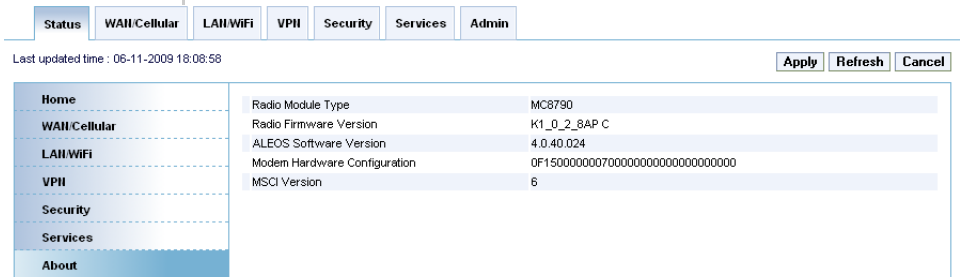 Status WAN/Cellular LAN/WiFi VPN Security Services Admin
Last updated time : 06-11-2009 18:08:58
Apply Refresh Cancel
Home
WAN/Cellular
LAN/WiFi
VPN
Security
Services
About
Radio Module Type MC8790
Radio Firmware Version K1_0_2_8AP C
ALEOS Software Version 4.0.40.024
Modem Hardware Configuration 0F150000000700000000000000000000
MSCI Version 6